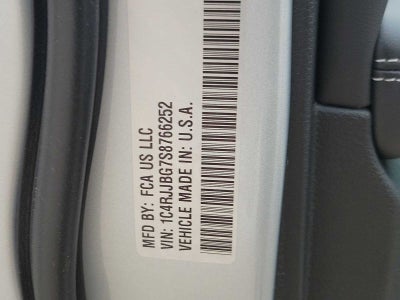 MFD BY: FCA US LLC
VIN: 1C4RJJBG7S8766252
VEHICLE MADE IN: U.S.A.